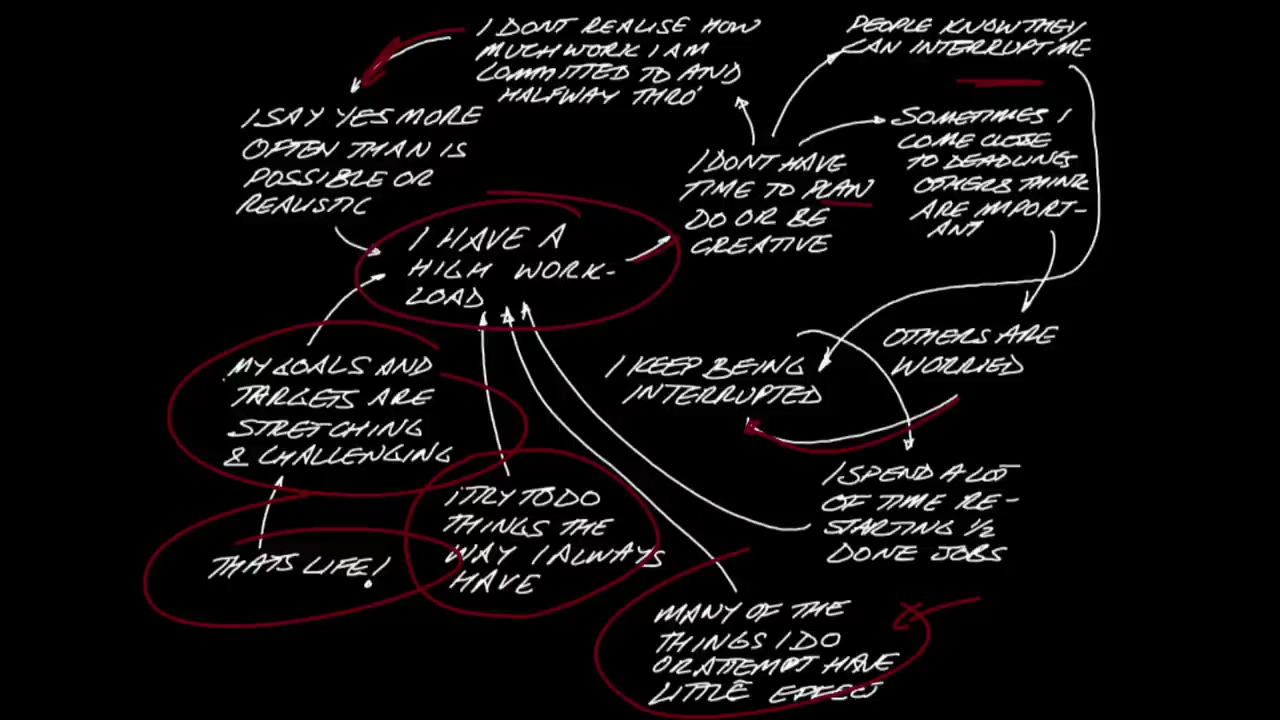 I DONT REALISE HOW
MUCH WORK I AM
COMMITTED TO AND
HALFWAY THRO'
PEOPLE KNOW THEY
CAN INTERRUPT ME
I SAY YES MORE
OFTEN THAN IS
POSSIBLE OR
REALISTIC
I DONT HAVE
TIME TO PLAN
DO OR BE
CREATIVE
SOMETIMES I
COME CLOSE
TO DEADLINES
OTHERS THINK
ARE IMPORT-
ANT
I HAVE A
HIGH WORK-
LOAD
OTHERS ARE
WORRIED
I KEEP BEING
INTERRUPTED
MY GOALS AND
TARGETS ARE
STRETCHING
& CHALLENGING
I SPEND A LOT
OF TIME RE-
STARTING 1/2
DONE JOBS
I TRY TO DO
THINGS THE
WAY I ALWAYS
HAVE
THATS LIFE!
MANY OF THE
THINGS I DO
OR ATTEMPT HAVE
LITTLE EFFECT